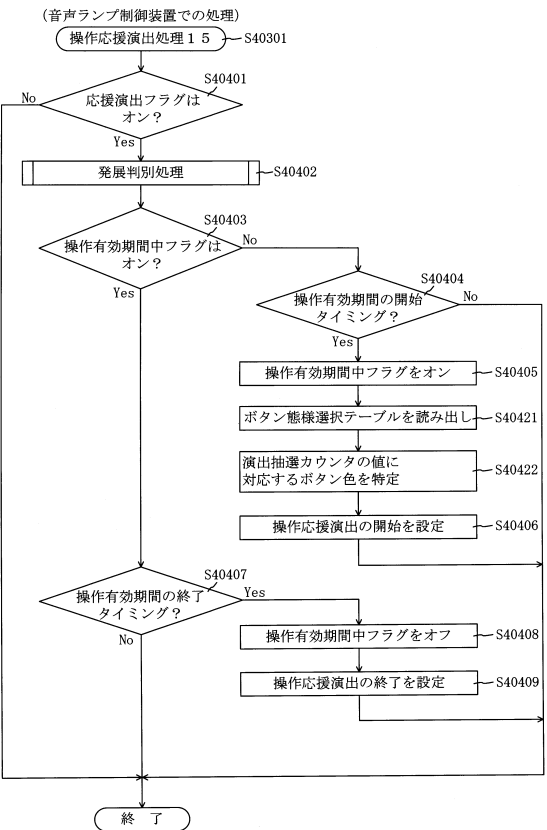 (音声ランプ制御装置での処理)
操作応援演出処理15
S40301
S40401
応援演出フラグは
オン?
No
Yes
発展判別処理
S40402
S40403
操作有効期間中フラグは
オン?
No
Yes
S40404
操作有効期間の開始
タイミング?
No
Yes
操作有効期間中フラグをオン
S40405
ボタン態様選択テーブルを読み出し
S40421
演出抽選カウンタの値に
対応するボタン色を特定
S40422
操作応援演出の開始を設定
S40406
S40407
操作有効期間の終了
タイミング?
Yes
No
操作有効期間中フラグをオフ
S40408
操作応援演出の終了を設定
S40409
終 了